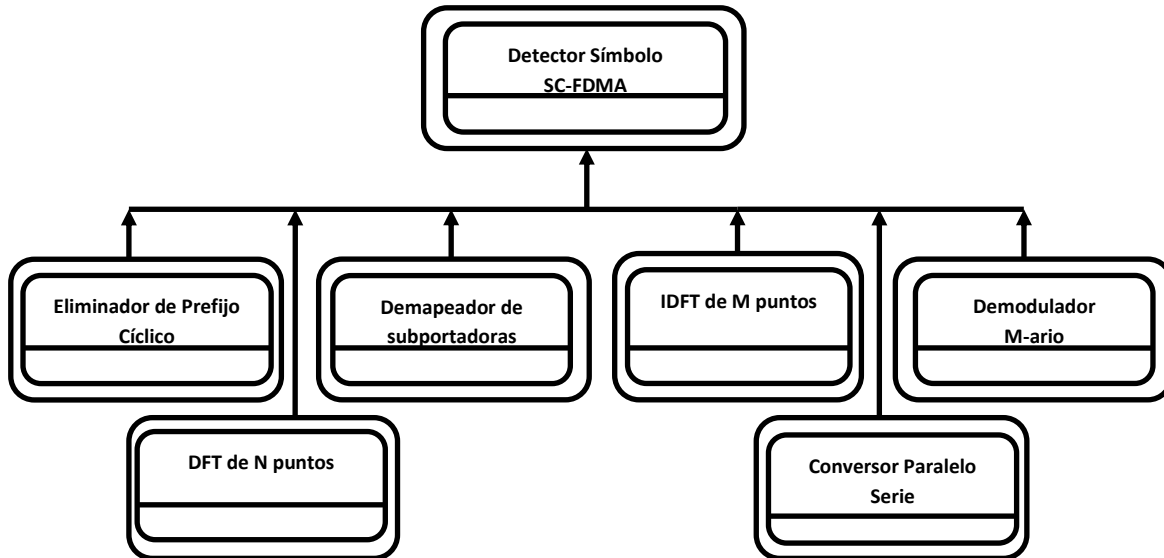 Detector Símbolo
SC-FDMA
Eliminador de Prefijo
Cíclico
Demapeador de
subportadoras
IDFT de M puntos
Demodulador
M-ario
DFT de N puntos
Conversor Paralelo
Serie